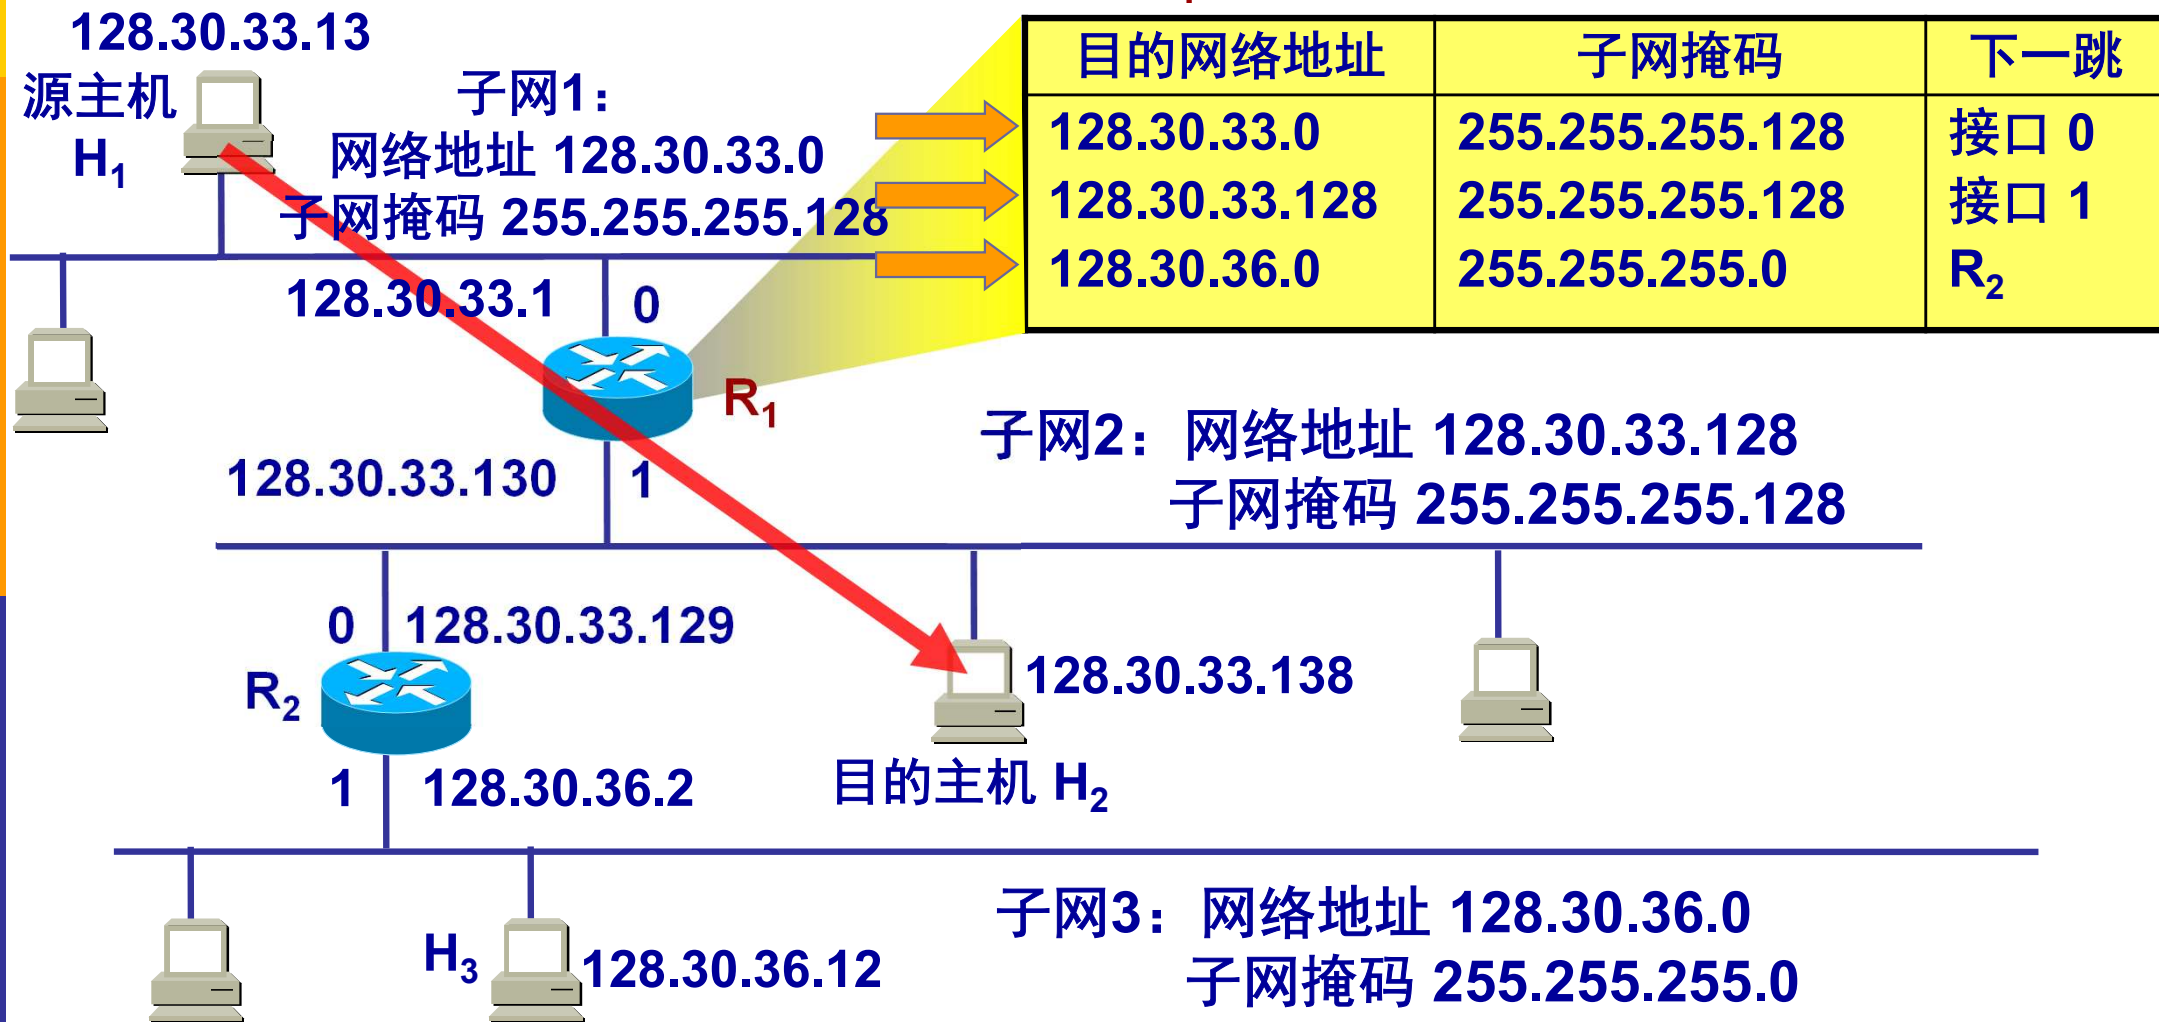 128.30.33.13
源主机
H1
子网1：
网络地址 128.30.33.0
子网掩码 255.255.255.128
目的网络地址 子网掩码 下一跳
128.30.33.0 255.255.255.128 接口 0
128.30.33.128 255.255.255.128 接口 1
128.30.36.0 255.255.255.0 R2
128.30.33.1 0
R1
128.30.33.130 1
子网2：网络地址 128.30.33.128
子网掩码 255.255.255.128
0 128.30.33.129
R2
128.30.33.138
1 128.30.36.2
目的主机 H2
子网3：网络地址 128.30.36.0
子网掩码 255.255.255.0
H3 128.30.36.12